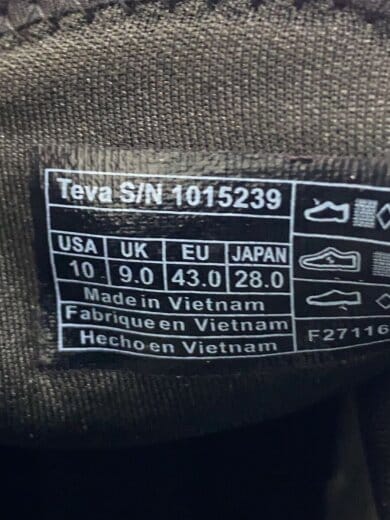 Teva S/N 1015239
USA UK EU JAPAN
10 9.0 43.0 28.0
Made in Vietnam
Fabrique en Vietnam
Hecho en Vietnam
F27116